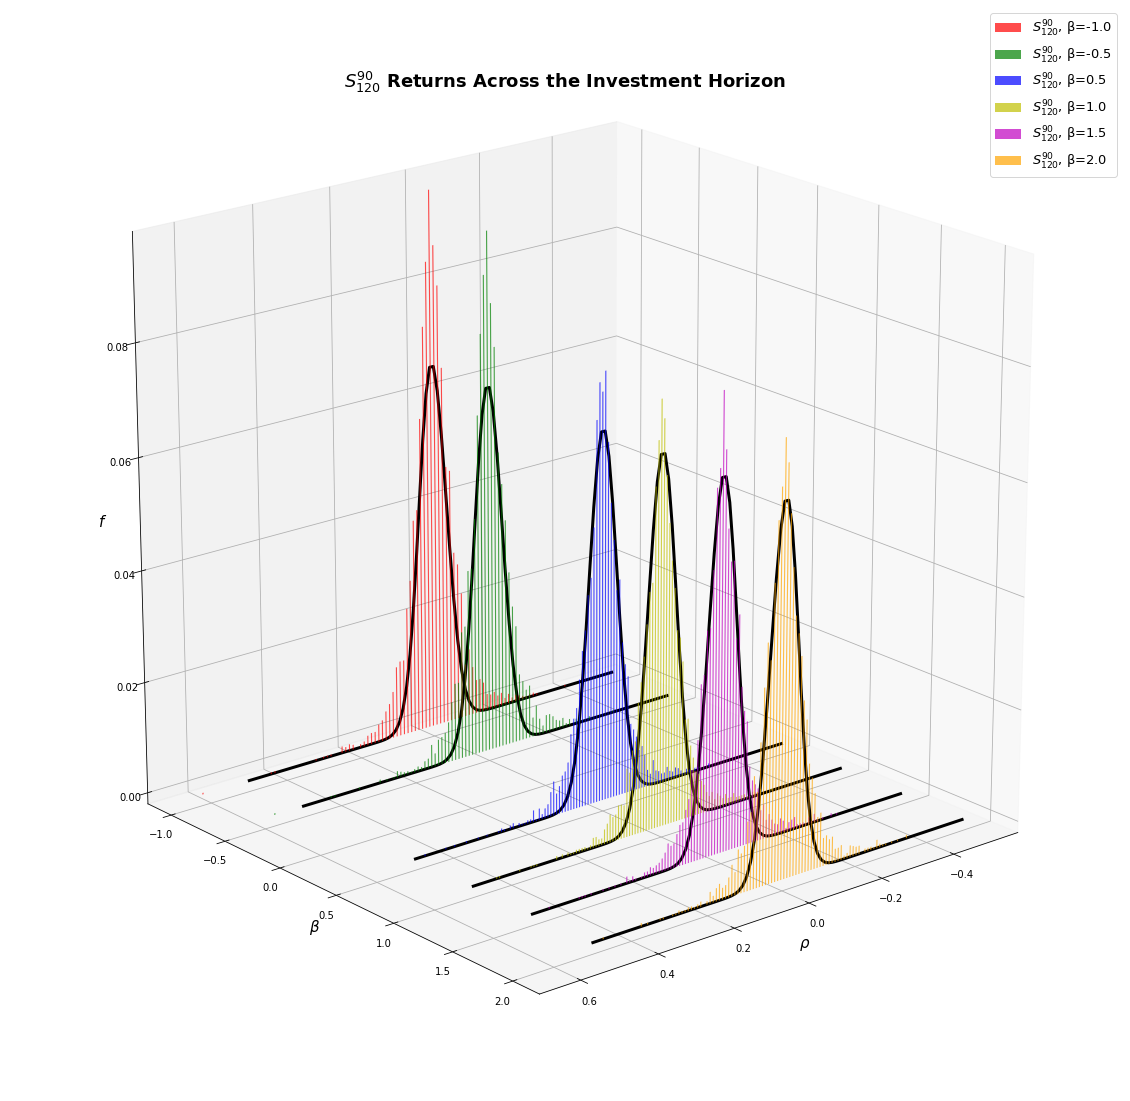 $S_{120}^{90}$, β=-1.0
$S_{120}^{90}$, β=-0.5
$S_{120}^{90}$, β=0.5
$S_{120}^{90}$, β=1.0
$S_{120}^{90}$, β=1.5
$S_{120}^{90}$, β=2.0
$S_{120}^{90}$ Returns Across the Investment Horizon
0.08
0.06
f
0.04
0.02
0.00
−1.0
−0.5
0.0
0.5
1.0
1.5
2.0
β
−0.4
−0.2
0.0
0.2
0.4
0.6
ρ